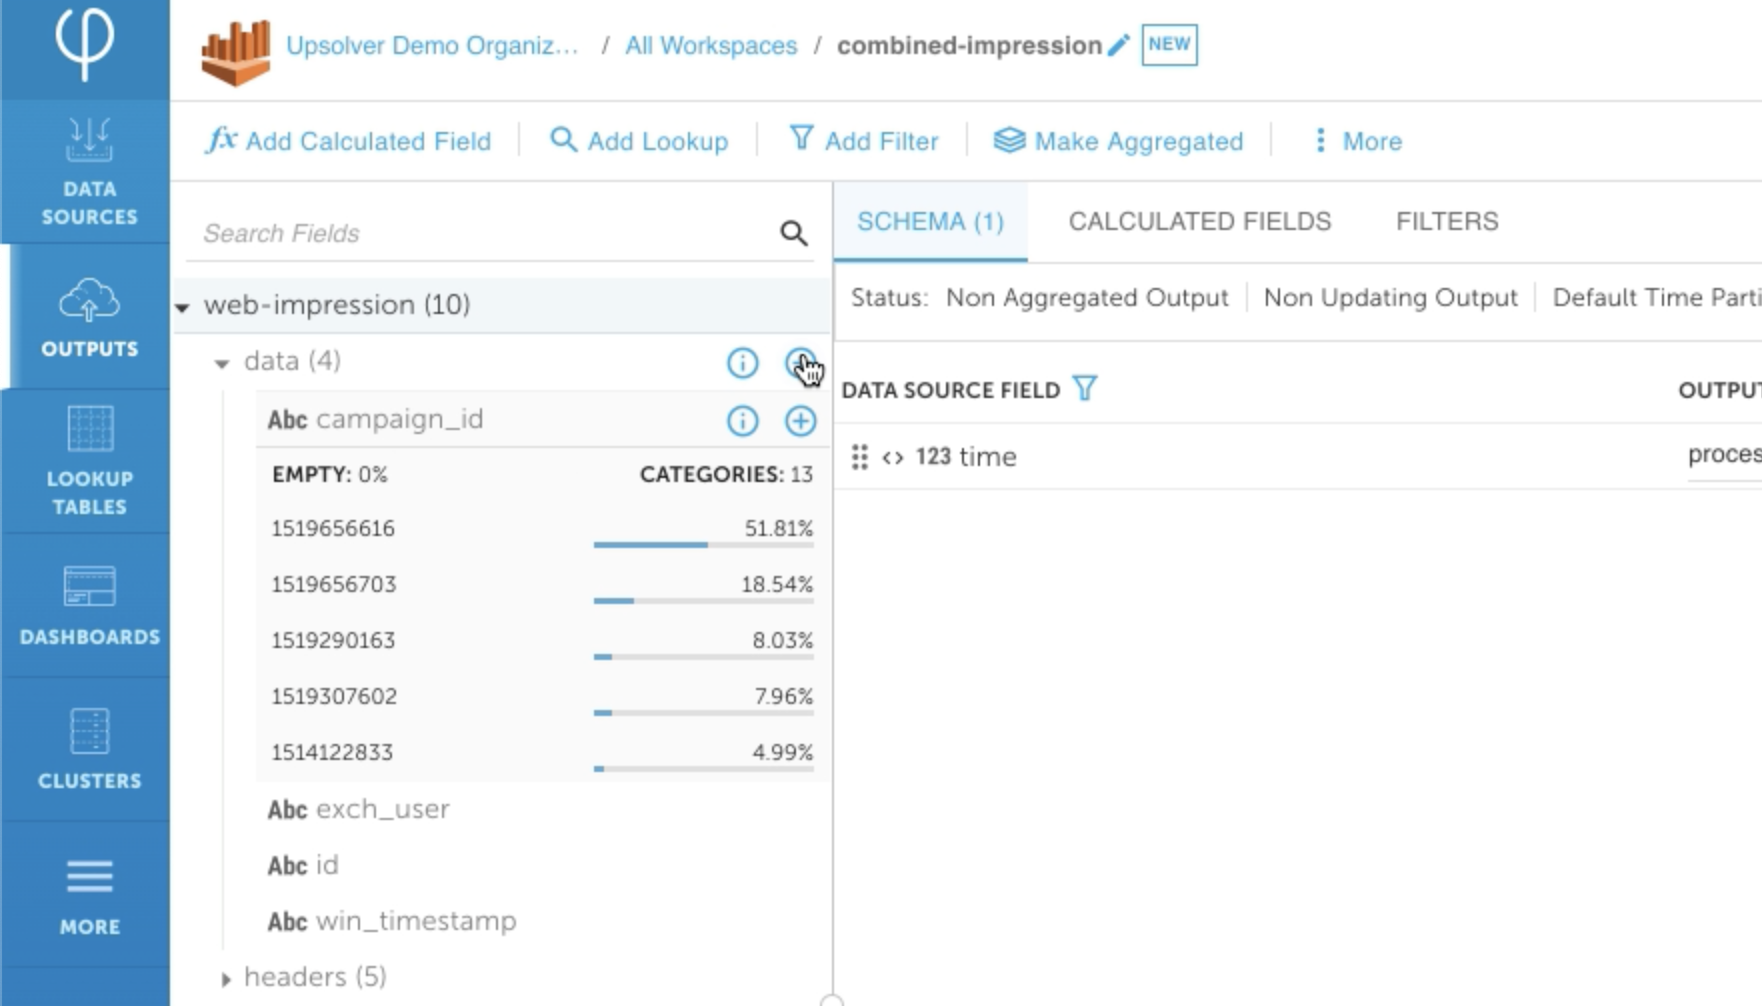 Upsolver Demo Organiz... / All Workspaces / combined-impression NEW
fx Add Calculated Field Add Lookup Add Filter Make Aggregated More
DATA
SOURCES
OUTPUTS
LOOKUP
TABLES
DASHBOARDS
CLUSTERS
MORE
Search Fields
web-impression (10)
data (4)
Abc campaign_id
EMPTY: 0% CATEGORIES: 13
1519656616 51.81%
1519656703 18.54%
1519290163 8.03%
1519307602 7.96%
1514122833 4.99%
Abc exch_user
Abc id
Abc win_timestamp
headers (5)
SCHEMA (1) CALCULATED FIELDS FILTERS
Status: Non Aggregated Output Non Updating Output Default Time Parti
DATA SOURCE FIELD OUTPUT
<> 123 time proces